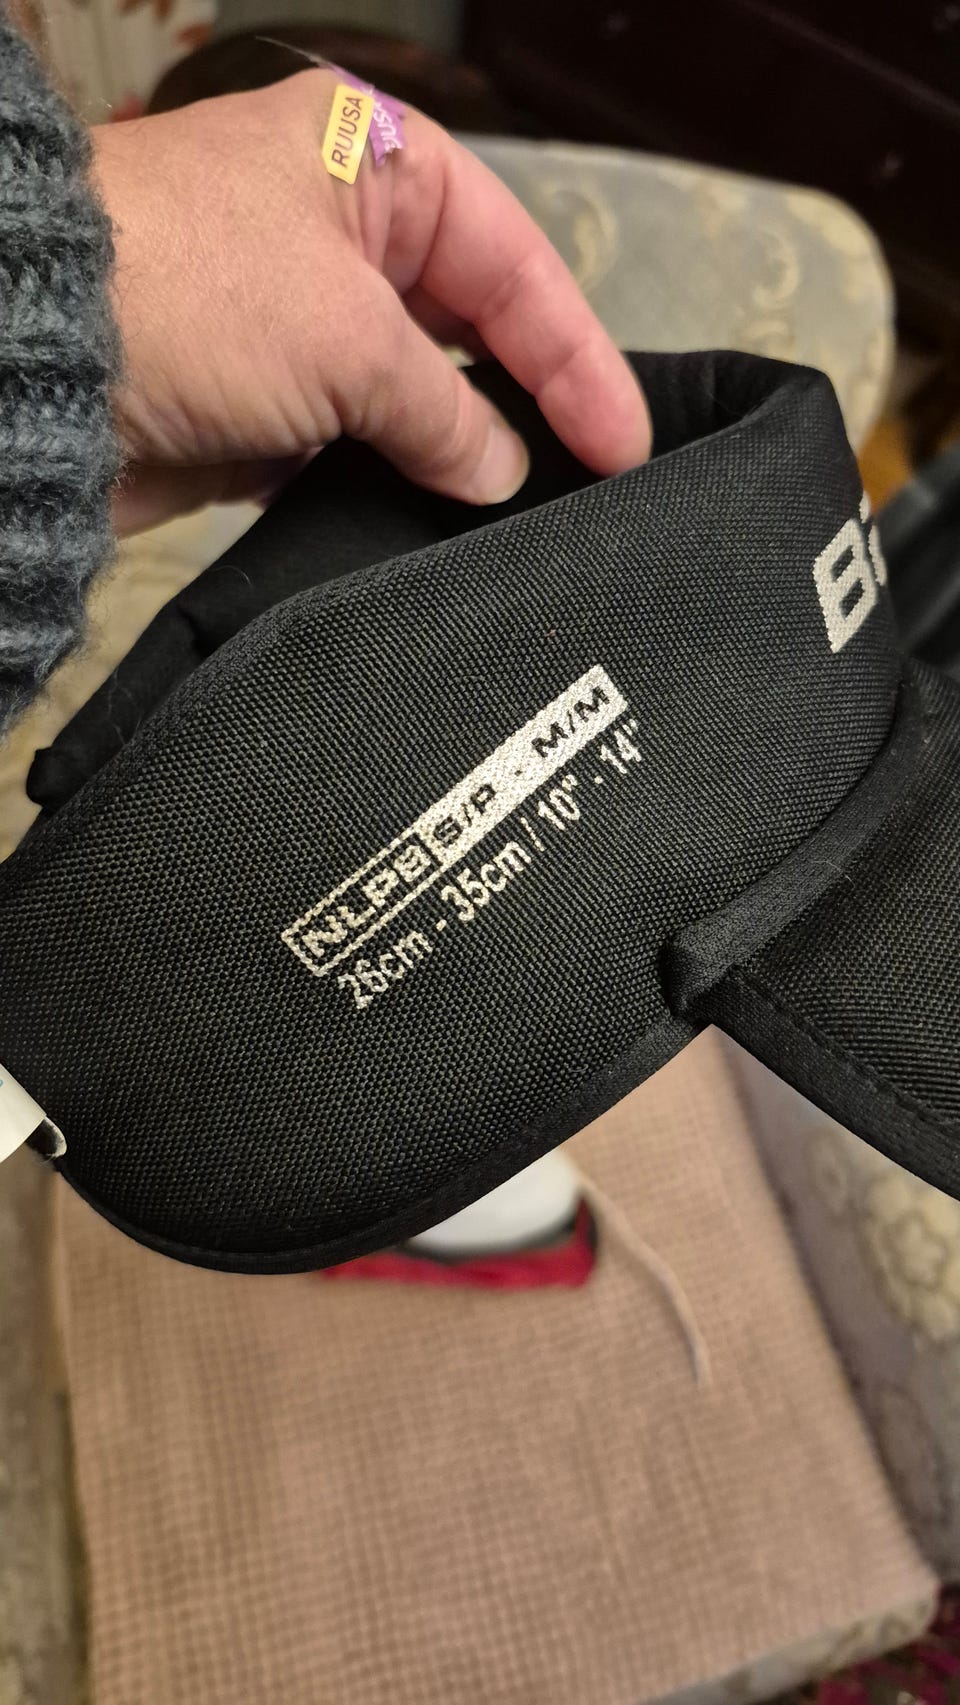 RUUSA
NLPB S/P - M/M
26cm - 35cm / 10" - 14"